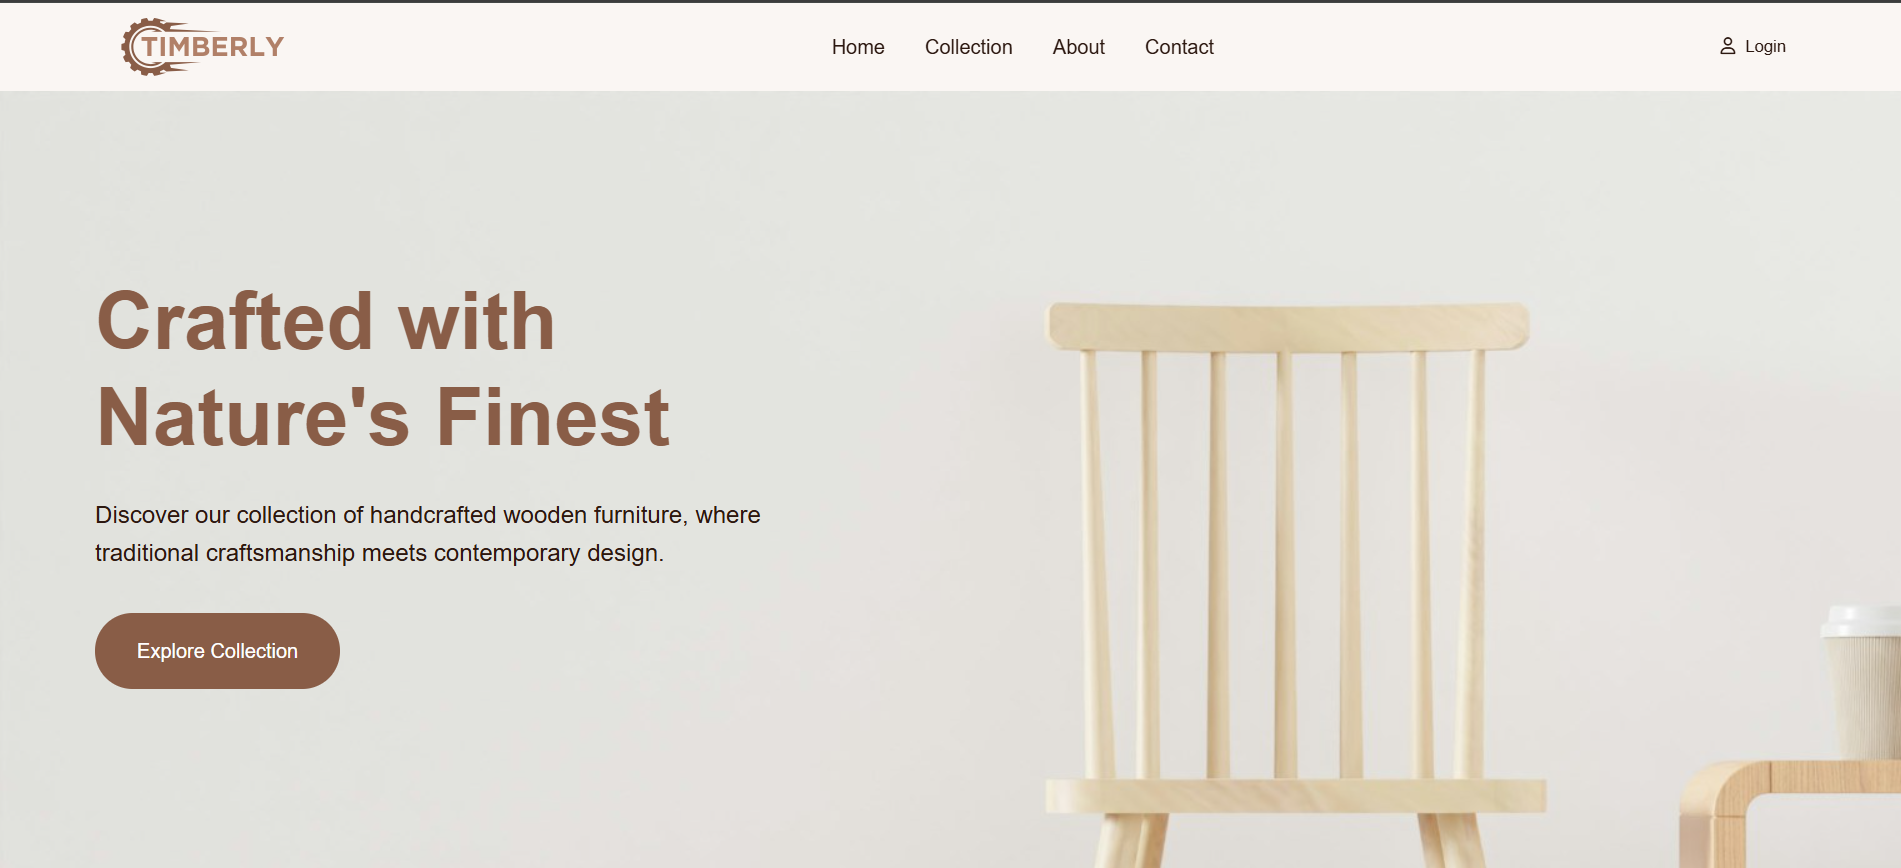 TIMBERLY
Home
Collection
About
Contact
Login
Crafted with
Nature's Finest
Discover our collection of handcrafted wooden furniture, where
traditional craftsmanship meets contemporary design.
Explore Collection